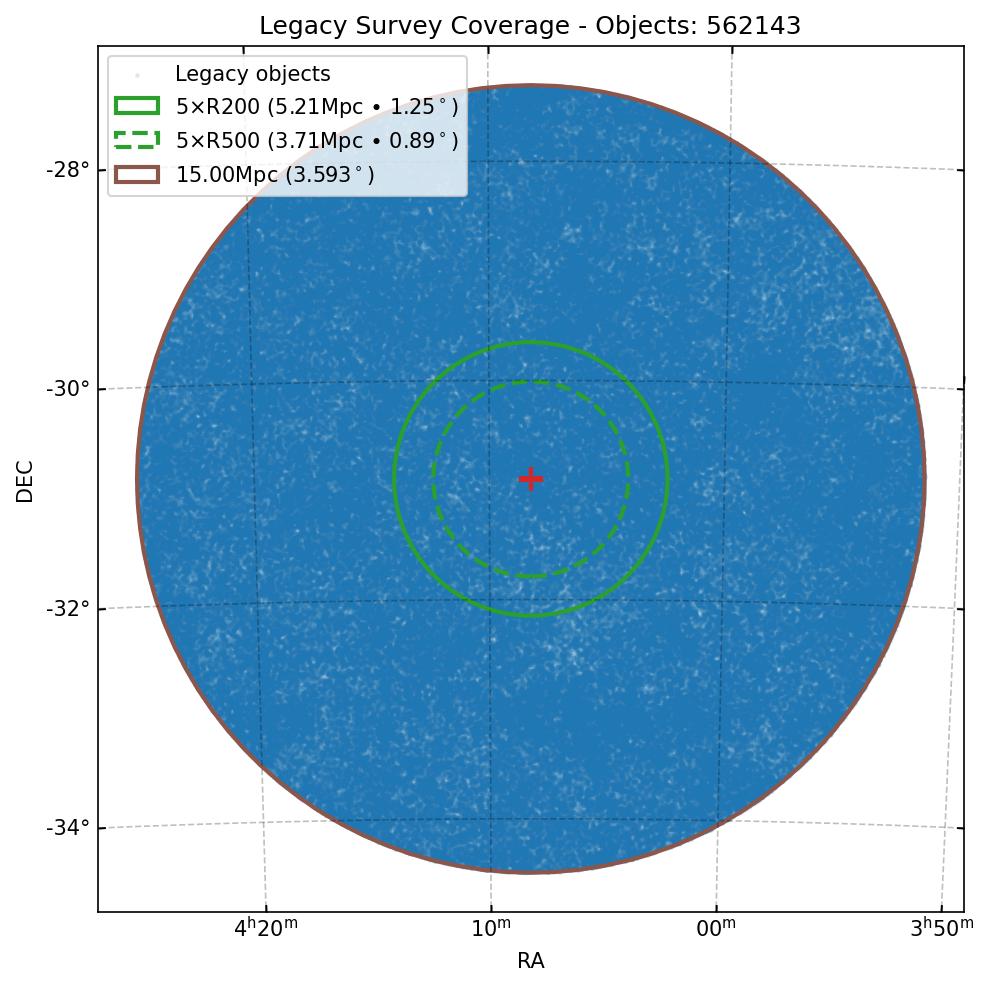 Legacy Survey Coverage - Objects: 562143
Legacy objects
5×R200 (5.21Mpc • 1.25°)
5×R500 (3.71Mpc • 0.89°)
15.00Mpc (3.593°)
-28°
-30°
-32°
-34°
DEC
4ʰ20ᵐ 10ᵐ 00ᵐ 3ʰ50ᵐ
RA